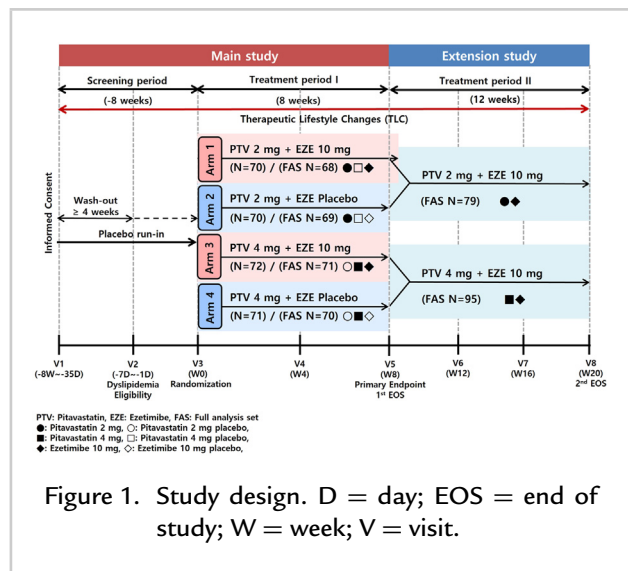 Main study
Extension study
Screening period
Treatment period I
Treatment period II
(-8 weeks)
(8 weeks)
(12 weeks)
Therapeutic Lifestyle Changes (TLC)
Informed Consent
Wash-out
≥ 4 weeks
Placebo run-in
Arm 1
PTV 2 mg + EZE 10 mg
(N=70) / (FAS N=68) ●□◆
Arm 2
PTV 2 mg + EZE Placebo
(N=70) / (FAS N=69) ●□◇
Arm 3
PTV 4 mg + EZE 10 mg
(N=72) / (FAS N=71) ○■◆
Arm 4
PTV 4 mg + EZE Placebo
(N=71) / (FAS N=70) ○■◇
PTV 2 mg + EZE 10 mg
(FAS N=79) ●◆
PTV 4 mg + EZE 10 mg
(FAS N=95) ■◆
V1
(-8W~-35D)
V2
(-7D~-1D)
Dyslipidemia
Eligibility
V3
(W0)
Randomization
V4
(W4)
V5
(W8)
Primary Endpoint
1st EOS
V6
(W12)
V7
(W16)
V8
(W20)
2nd EOS
PTV: Pitavastatin, EZE: Ezetimibe, FAS: Full analysis set
●: Pitavastatin 2 mg, ○: Pitavastatin 2 mg placebo,
■: Pitavastatin 4 mg, □: Pitavastatin 4 mg placebo,
◆: Ezetimibe 10 mg, ◇: Ezetimibe 10 mg placebo,
Figure 1. Study design. D = day; EOS = end of
study; W = week; V = visit.